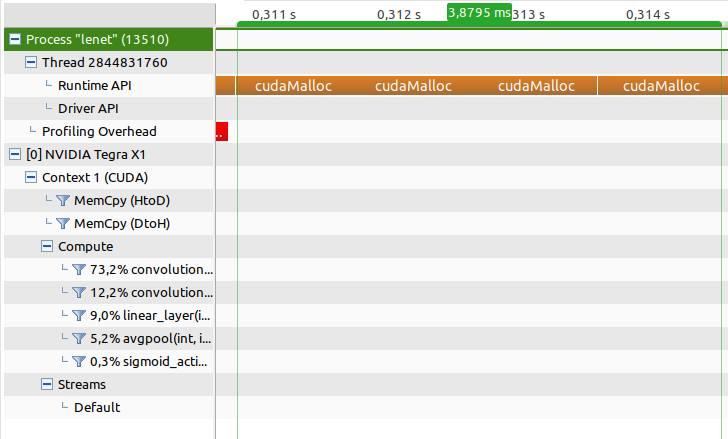 0,311 s 0,312 s 3,8795 ms 313 s 0,314 s
Process "lenet" (13510)
Thread 2844831760
Runtime API cudaMalloc cudaMalloc cudaMalloc cudaMalloc
Driver API
Profiling Overhead ..
[0] NVIDIA Tegra X1
Context 1 (CUDA)
MemCpy (HtoD)
MemCpy (DtoH)
Compute
73,2% convolution...
12,2% convolution...
9,0% linear_layer(i...
5,2% avgpool(int, i...
0,3% sigmoid_acti...
Streams
Default